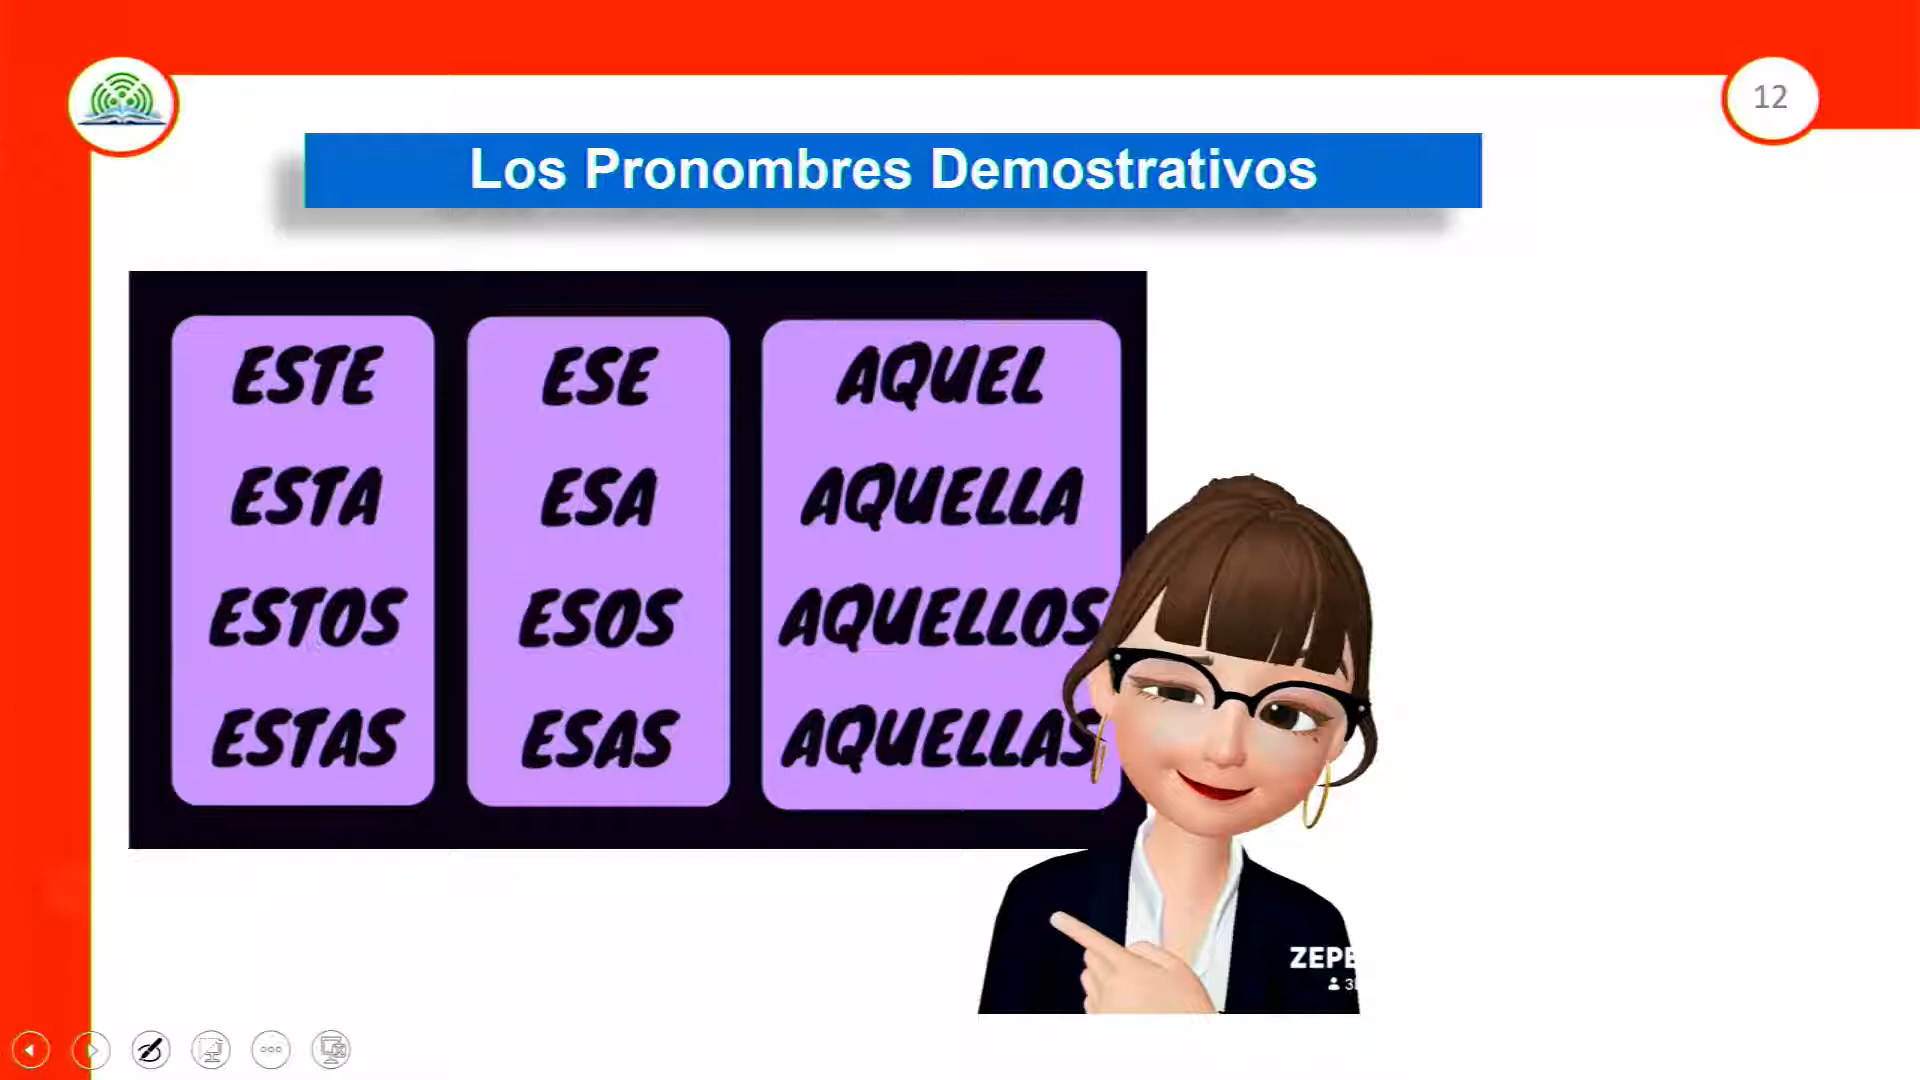 12
Los Pronombres Demostrativos
ESTE
ESTA
ESTOS
ESTAS
ESE
ESA
ESOS
ESAS
AQUEL
AQUELLA
AQUELLOS
AQUELLAS